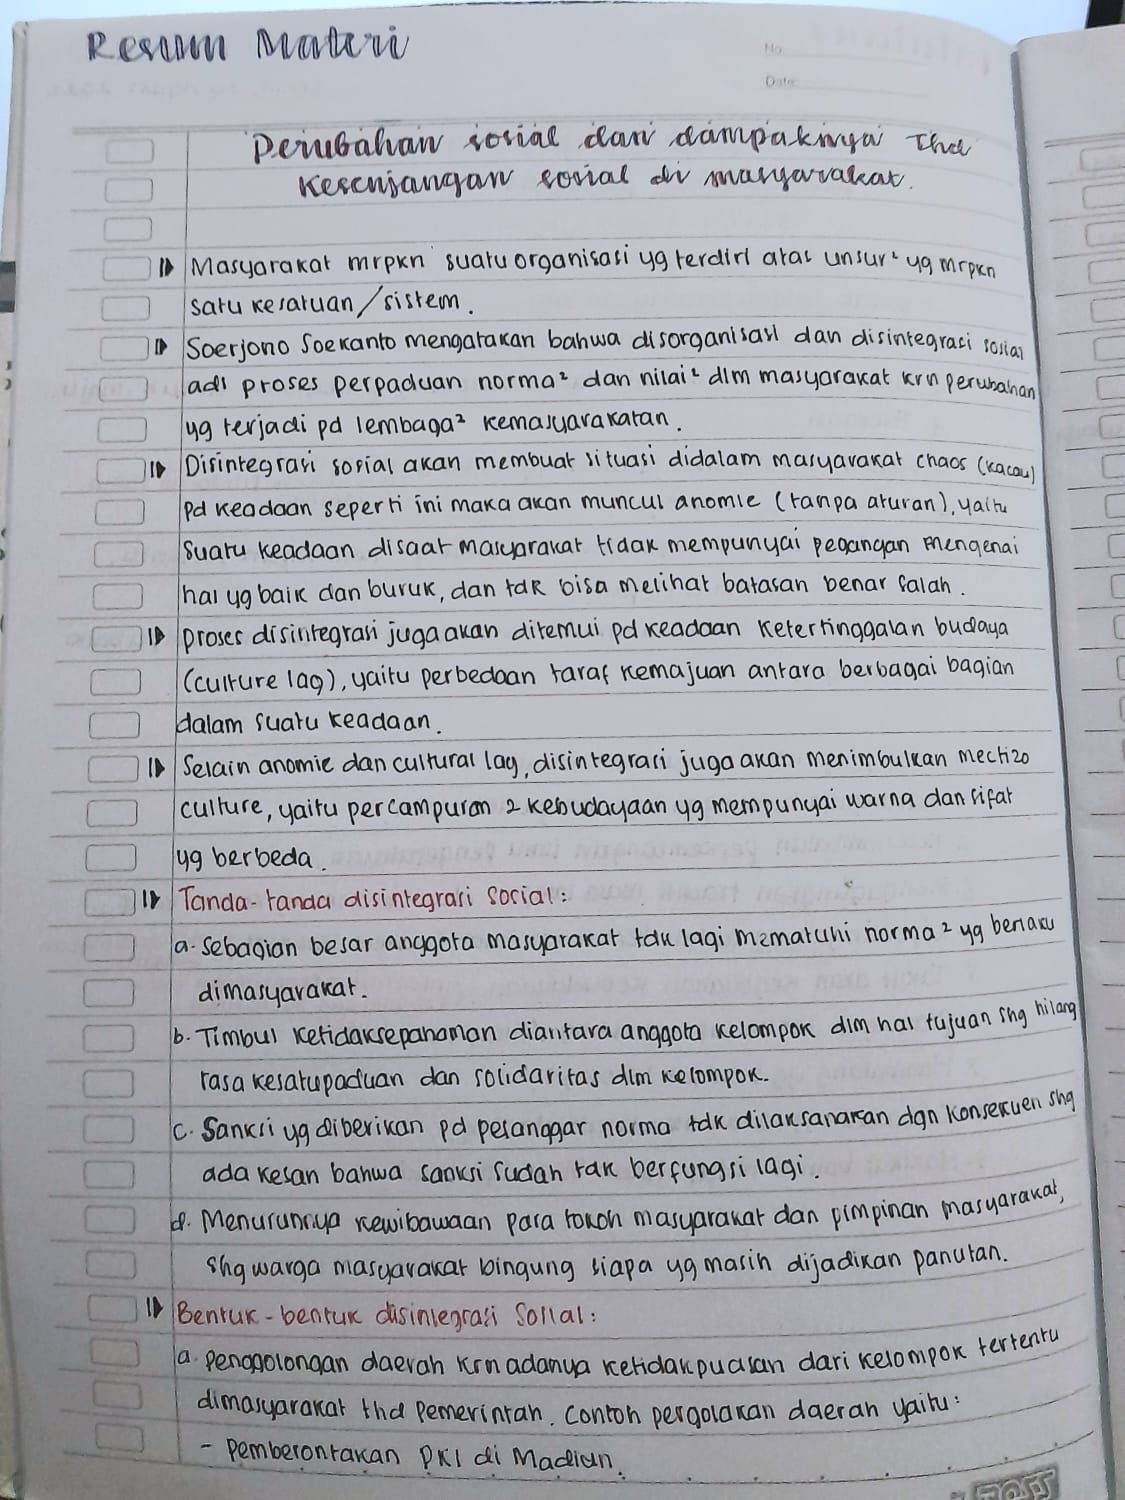 Resum Materi
No.
Date:
Perubahan sosial dan dampaknya thd
Kesenjangan sosial di masyarakat.
Masyarakat mrpkn suatu organisasi yg terdiri atas unsur² yg mrpkn
satu kesatuan/sistem.
Soerjono Soekanto mengatakan bahwa disorganisasi dan disintegrasi sosial
adl proses perpaduan norma² dan nilai² dlm masyarakat krn perubahan
yg terjadi pd lembaga² kemasyarakatan.
Disintegrasi sosial akan membuat situasi didalam masyarakat chaos (kacau)
pd keadaan seperti ini maka akan muncul anomie (tanpa aturan), yaitu
suatu keadaan disaat masyarakat tidak mempunyai pegangan mengenai
hal yg baik dan buruk, dan tdk bisa melihat batasan benar salah.
proses disintegrasi juga akan ditemui pd keadaan ketertinggalan budaya
(culture lag), yaitu perbedaan taraf kemajuan antara berbagai bagian
dalam suatu keadaan.
Selain anomie dan cultural lag, disintegrasi juga akan menimbulkan mectizo
culture, yaitu percampuran 2 kebudayaan yg mempunyai warna dan sifat
yg berbeda.
Tanda-tanda disintegrasi social:
a. Sebagian besar anggota masyarakat tdk lagi mematuhi norma² yg berlaku
dimasyarakat.
b. Timbul ketidaksepahaman diantara anggota kelompok dlm hal tujuan shg hilang
rasa kesatupaduan dan solidaritas dlm kelompok.
c. Sanksi yg diberikan pd pelanggar norma tdk dilaksanakan dgn konsekuen shg
ada kesan bahwa sanksi sudah tak berfungsi lagi.
d. Menurunnya kewibawaan para tokoh masyarakat dan pimpinan masyarakat,
shg warga masyarakat bingung siapa yg masih dijadikan panutan.
Bentuk-bentuk disintegrasi sosial:
a. penggolongan daerah krn adanya ketidakpuasan dari kelompok tertentu
dimasyarakat thd pemerintah. Contoh pergolakan daerah yaitu:
- pemberontakan PKI di Madiun.